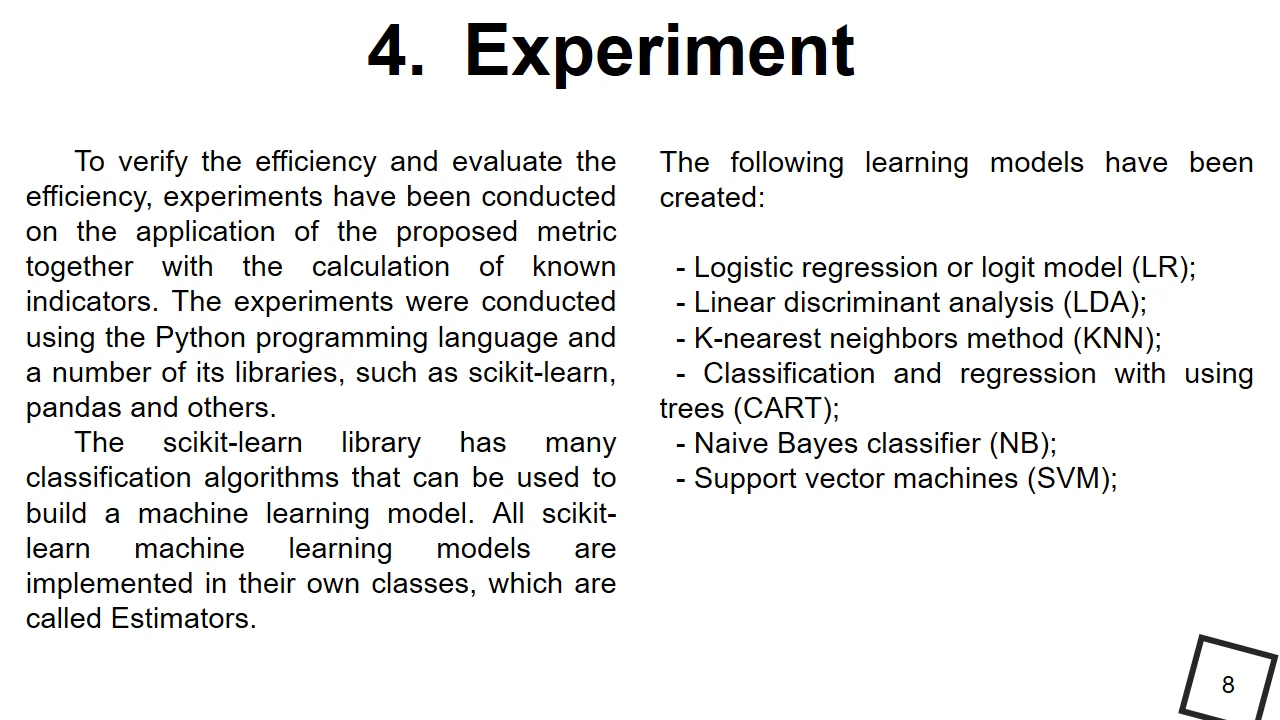 4. Experiment
To verify the efficiency and evaluate the
efficiency, experiments have been conducted
on the application of the proposed metric
together with the calculation of known
indicators. The experiments were conducted
using the Python programming language and
a number of its libraries, such as scikit-learn,
pandas and others.
The scikit-learn library has many
classification algorithms that can be used to
build a machine learning model. All scikit-
learn machine learning models are
implemented in their own classes, which are
called Estimators.
The following learning models have been
created:
- Logistic regression or logit model (LR);
- Linear discriminant analysis (LDA);
- K-nearest neighbors method (KNN);
- Classification and regression with using
trees (CART);
- Naive Bayes classifier (NB);
- Support vector machines (SVM);
8